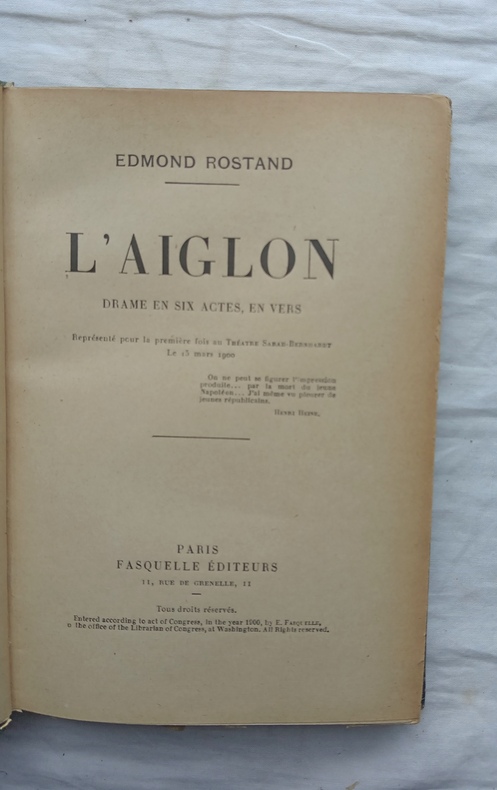 EDMOND ROSTAND
L'AIGLON
DRAME EN SIX ACTES, EN VERS
Représenté pour la première fois au THÉATRE SARAH-BERNHARDT
Le 15 mars 1900
On ne peut se figurer l'impression
produite... par la mort du jeune
Napoléon... J'ai même vu pleurer de
jeunes républicains.
HENRI HEINE.
PARIS
FASQUELLE ÉDITEURS
11, RUE DE GRENELLE, 11
Tous droits réservés.
Entered according to act of Congress, in the year 1900, by E. FASQUELLE,
n the office of the Librarian of Congress, at Washington. All Rights reserved.